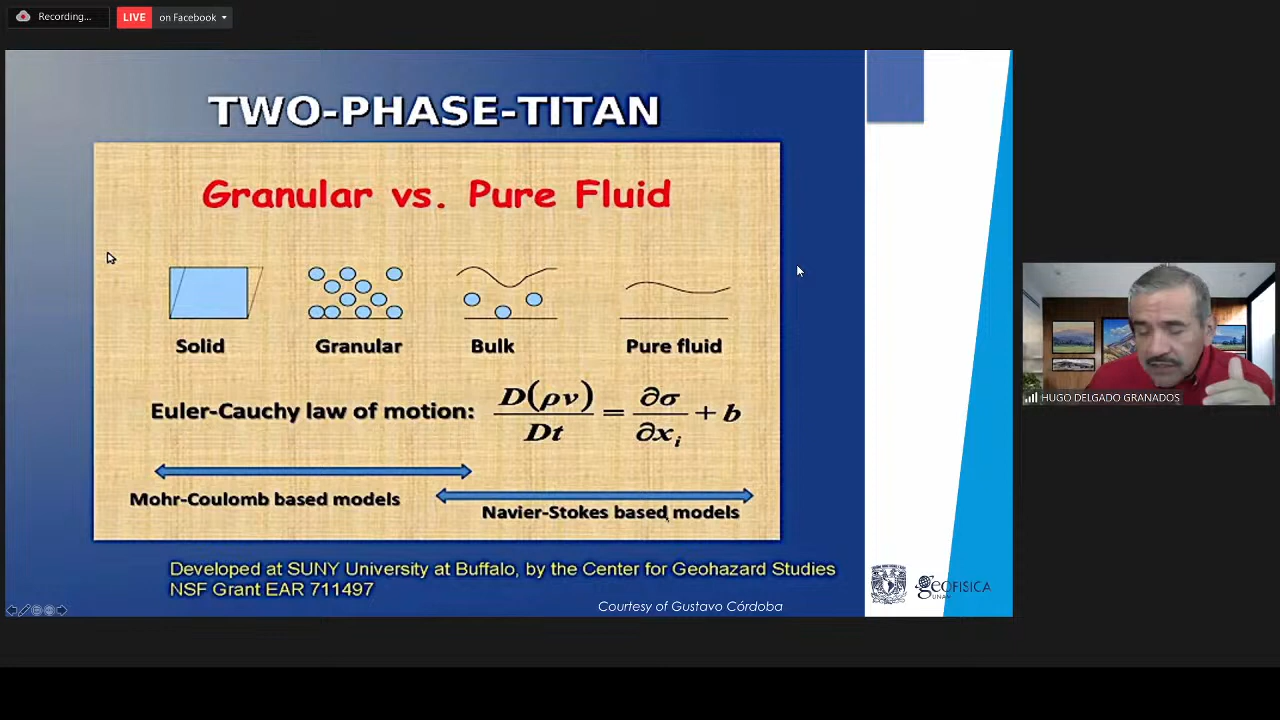 Recording...
LIVE on Facebook
TWO-PHASE-TITAN
Granular vs. Pure Fluid
Solid Granular Bulk Pure fluid
Euler-Cauchy law of motion: D(ρv)/Dt = ∂σ/∂xᵢ + b
Mohr-Coulomb based models
Navier-Stokes based models
Developed at SUNY University at Buffalo, by the Center for Geohazard Studies
NSF Grant EAR 711497
Courtesy of Gustavo Córdoba
GEOFISICA
UNAM
HUGO DELGADO GRANADOS